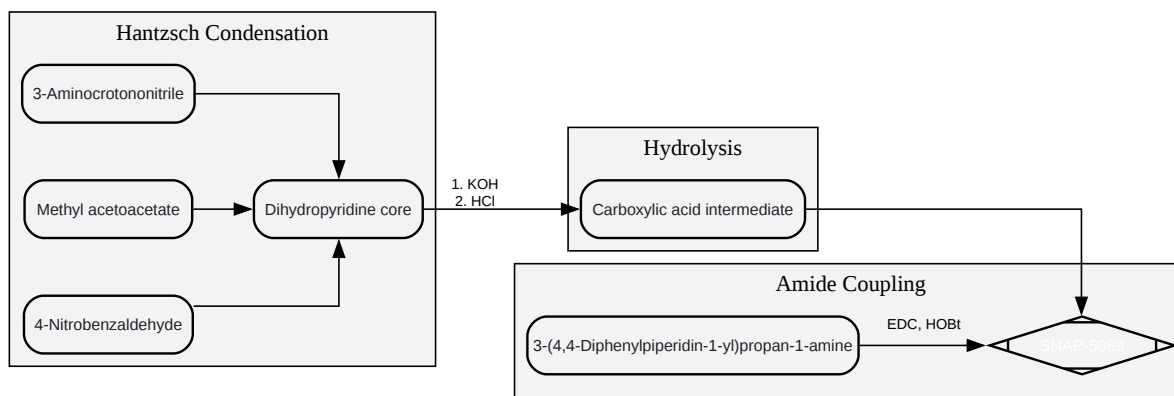 Hantzsch Condensation
3-Aminocrotononitrile
Methyl acetoacetate
Dihydropyridine core
4-Nitrobenzaldehyde
1. KOH
2. HCl
Hydrolysis
Carboxylic acid intermediate
Amide Coupling
3-(4,4-Diphenylpiperidin-1-yl)propan-1-amine
EDC, HOBt
SNAP-5089